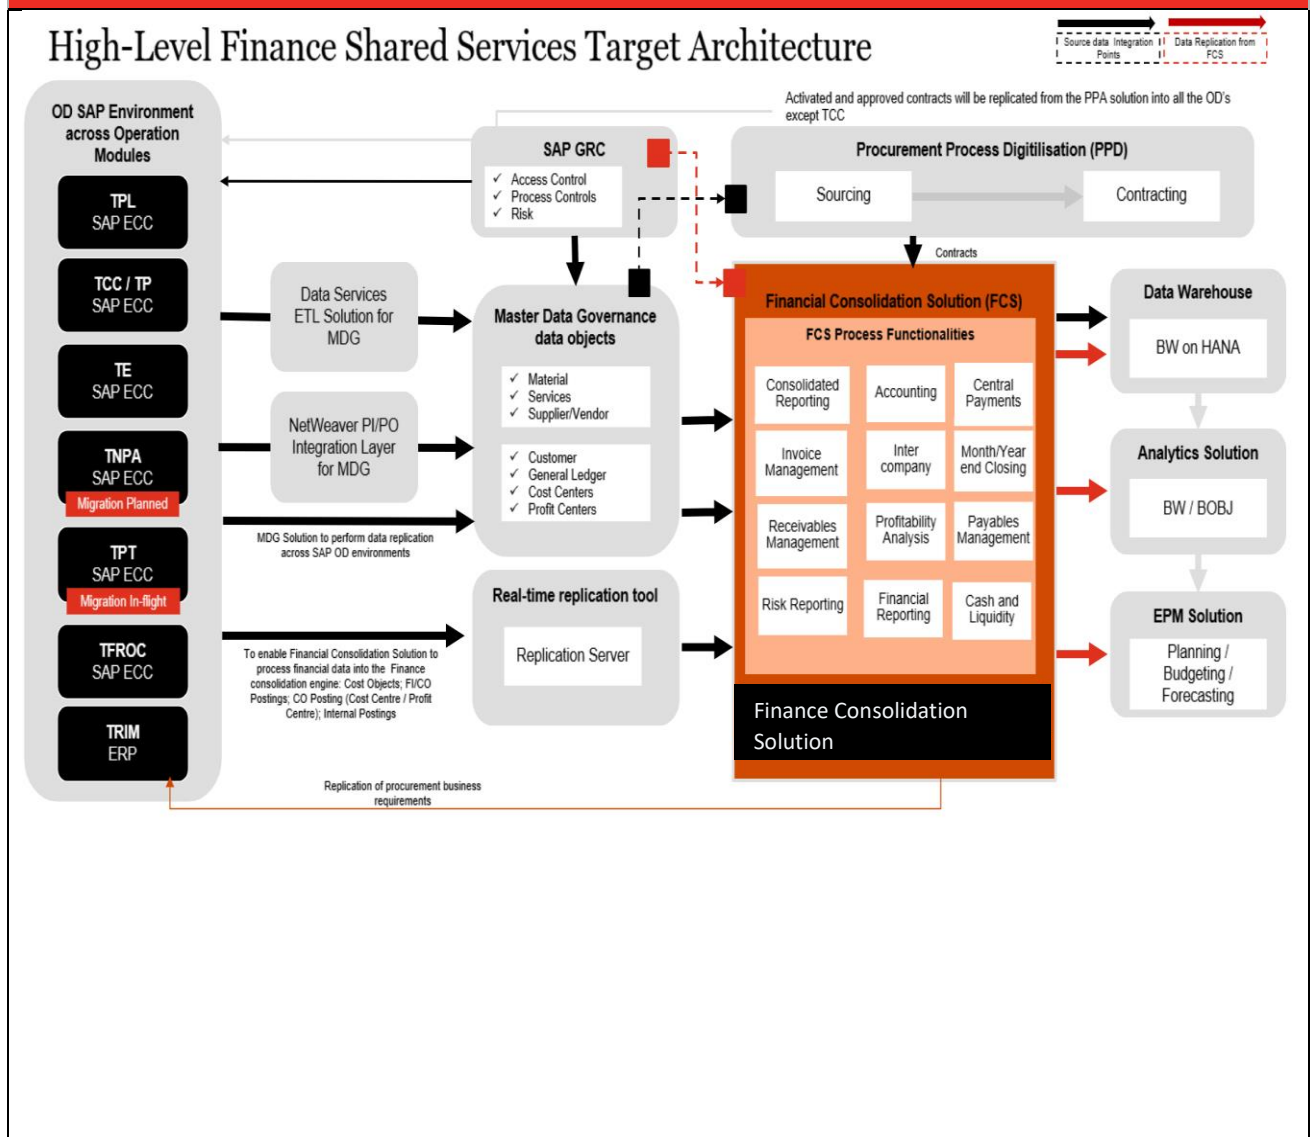 High-Level Finance Shared Services Target Architecture
Source data Integration
Points
Data Replication from
FCS
OD SAP Environment
across Operation
Modules
TPL
SAP ECC
TCC / TP
SAP ECC
TE
SAP ECC
TNPA
SAP ECC
Migration Planned
TPT
SAP ECC
Migration In-flight
TFROC
SAP ECC
TRIM
ERP
Activated and approved contracts will be replicated from the PPA solution into all the OD's
except TCC
SAP GRC
✓ Access Control
✓ Process Controls
✓ Risk
Procurement Process Digitilisation (PPD)
Sourcing
Contracting
Contracts
Data Services
ETL Solution for
MDG
NetWeaver PI/PO
Integration Layer
for MDG
MDG Solution to perform data replication
across SAP OD environments
To enable Financial Consolidation Solution to
process financial data into the Finance
consolidation engine: Cost Objects; FI/CO
Postings; CO Posting (Cost Centre / Profit
Centre); Internal Postings
Master Data Governance
data objects
✓ Material
✓ Services
✓ Supplier/Vendor
✓ Customer
✓ General Ledger
✓ Cost Centers
✓ Profit Centers
Real-time replication tool
Replication Server
Financial Consolidation Solution (FCS)
FCS Process Functionalities
Consolidated
Reporting
Accounting
Central
Payments
Invoice
Management
Inter
company
Month/Year
end Closing
Receivables
Management
Profitability
Analysis
Payables
Management
Risk Reporting
Financial
Reporting
Cash and
Liquidity
Finance Consolidation
Solution
Data Warehouse
BW on HANA
Analytics Solution
BW / BOBJ
EPM Solution
Planning /
Budgeting /
Forecasting
Replication of procurement business
requirements